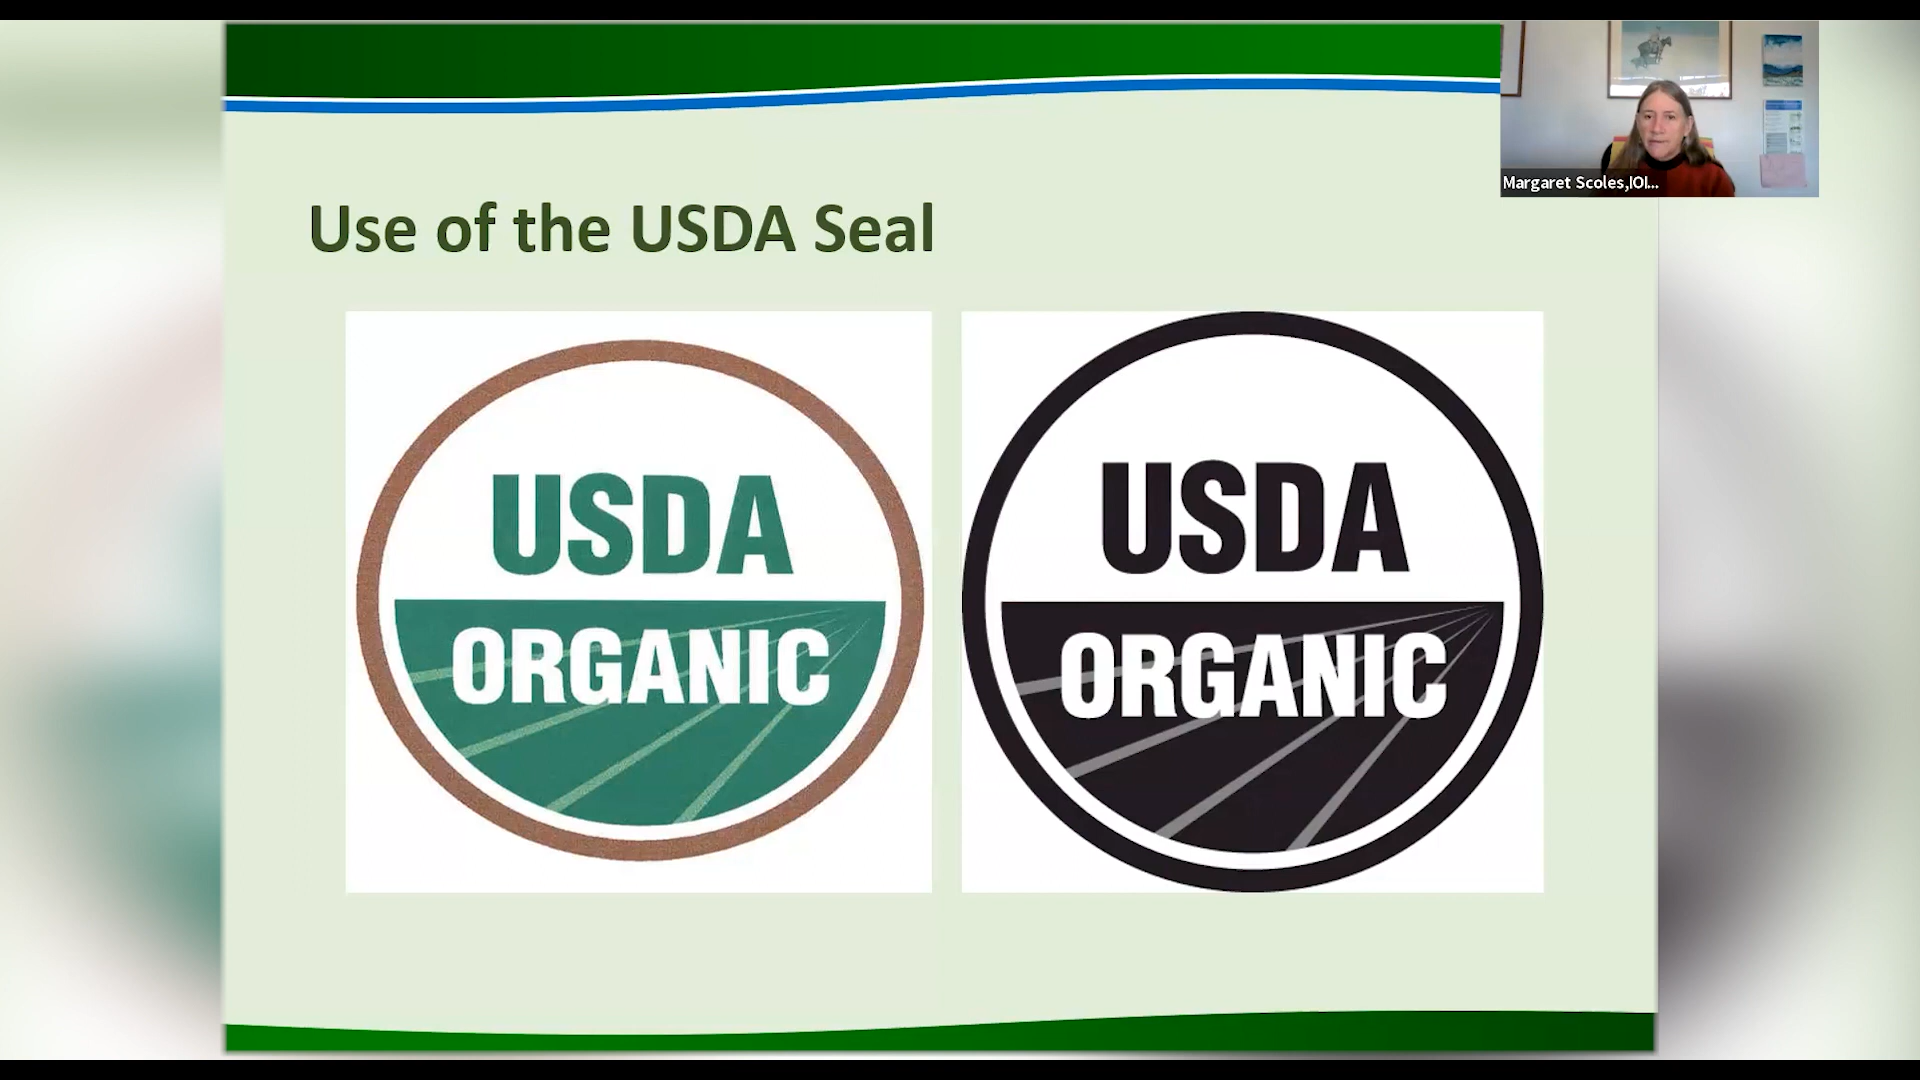 Margaret Scoles,IOI...
Use of the USDA Seal
USDA
ORGANIC
USDA
ORGANIC